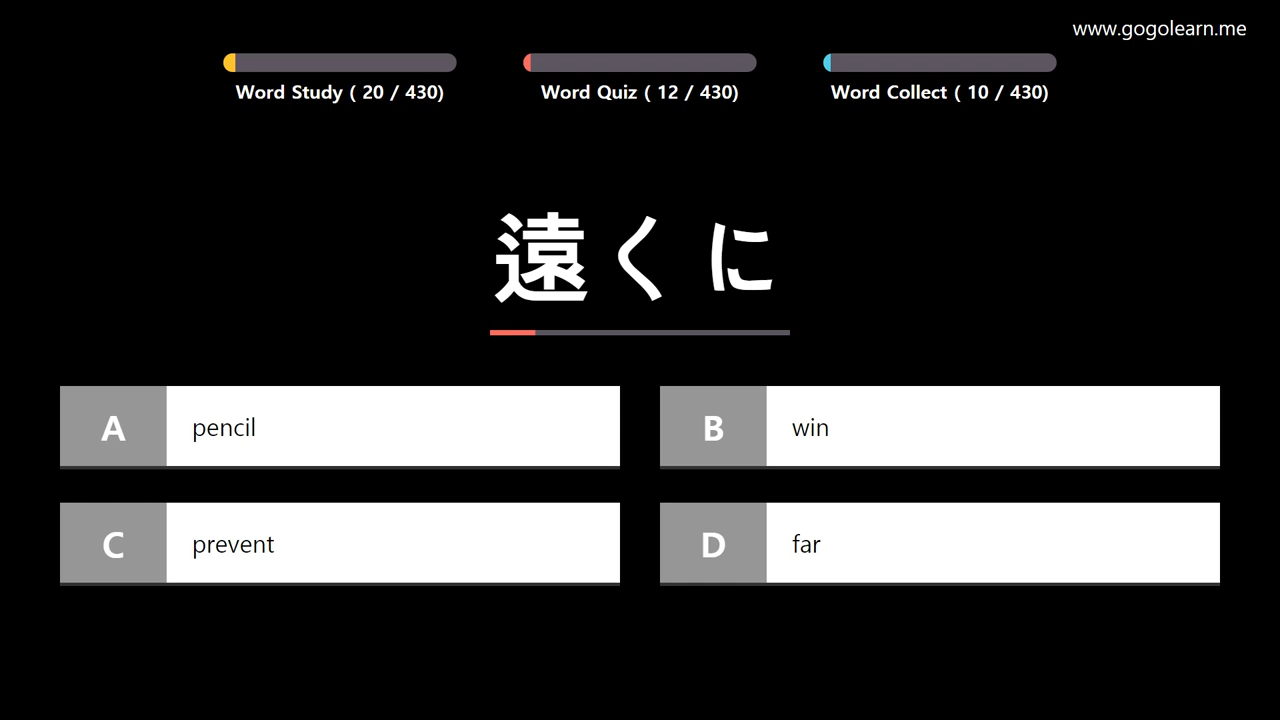 www.gogolearn.me
Word Study ( 20 / 430)
Word Quiz ( 12 / 430)
Word Collect ( 10 / 430)
遠くに
A pencil
B win
C prevent
D far